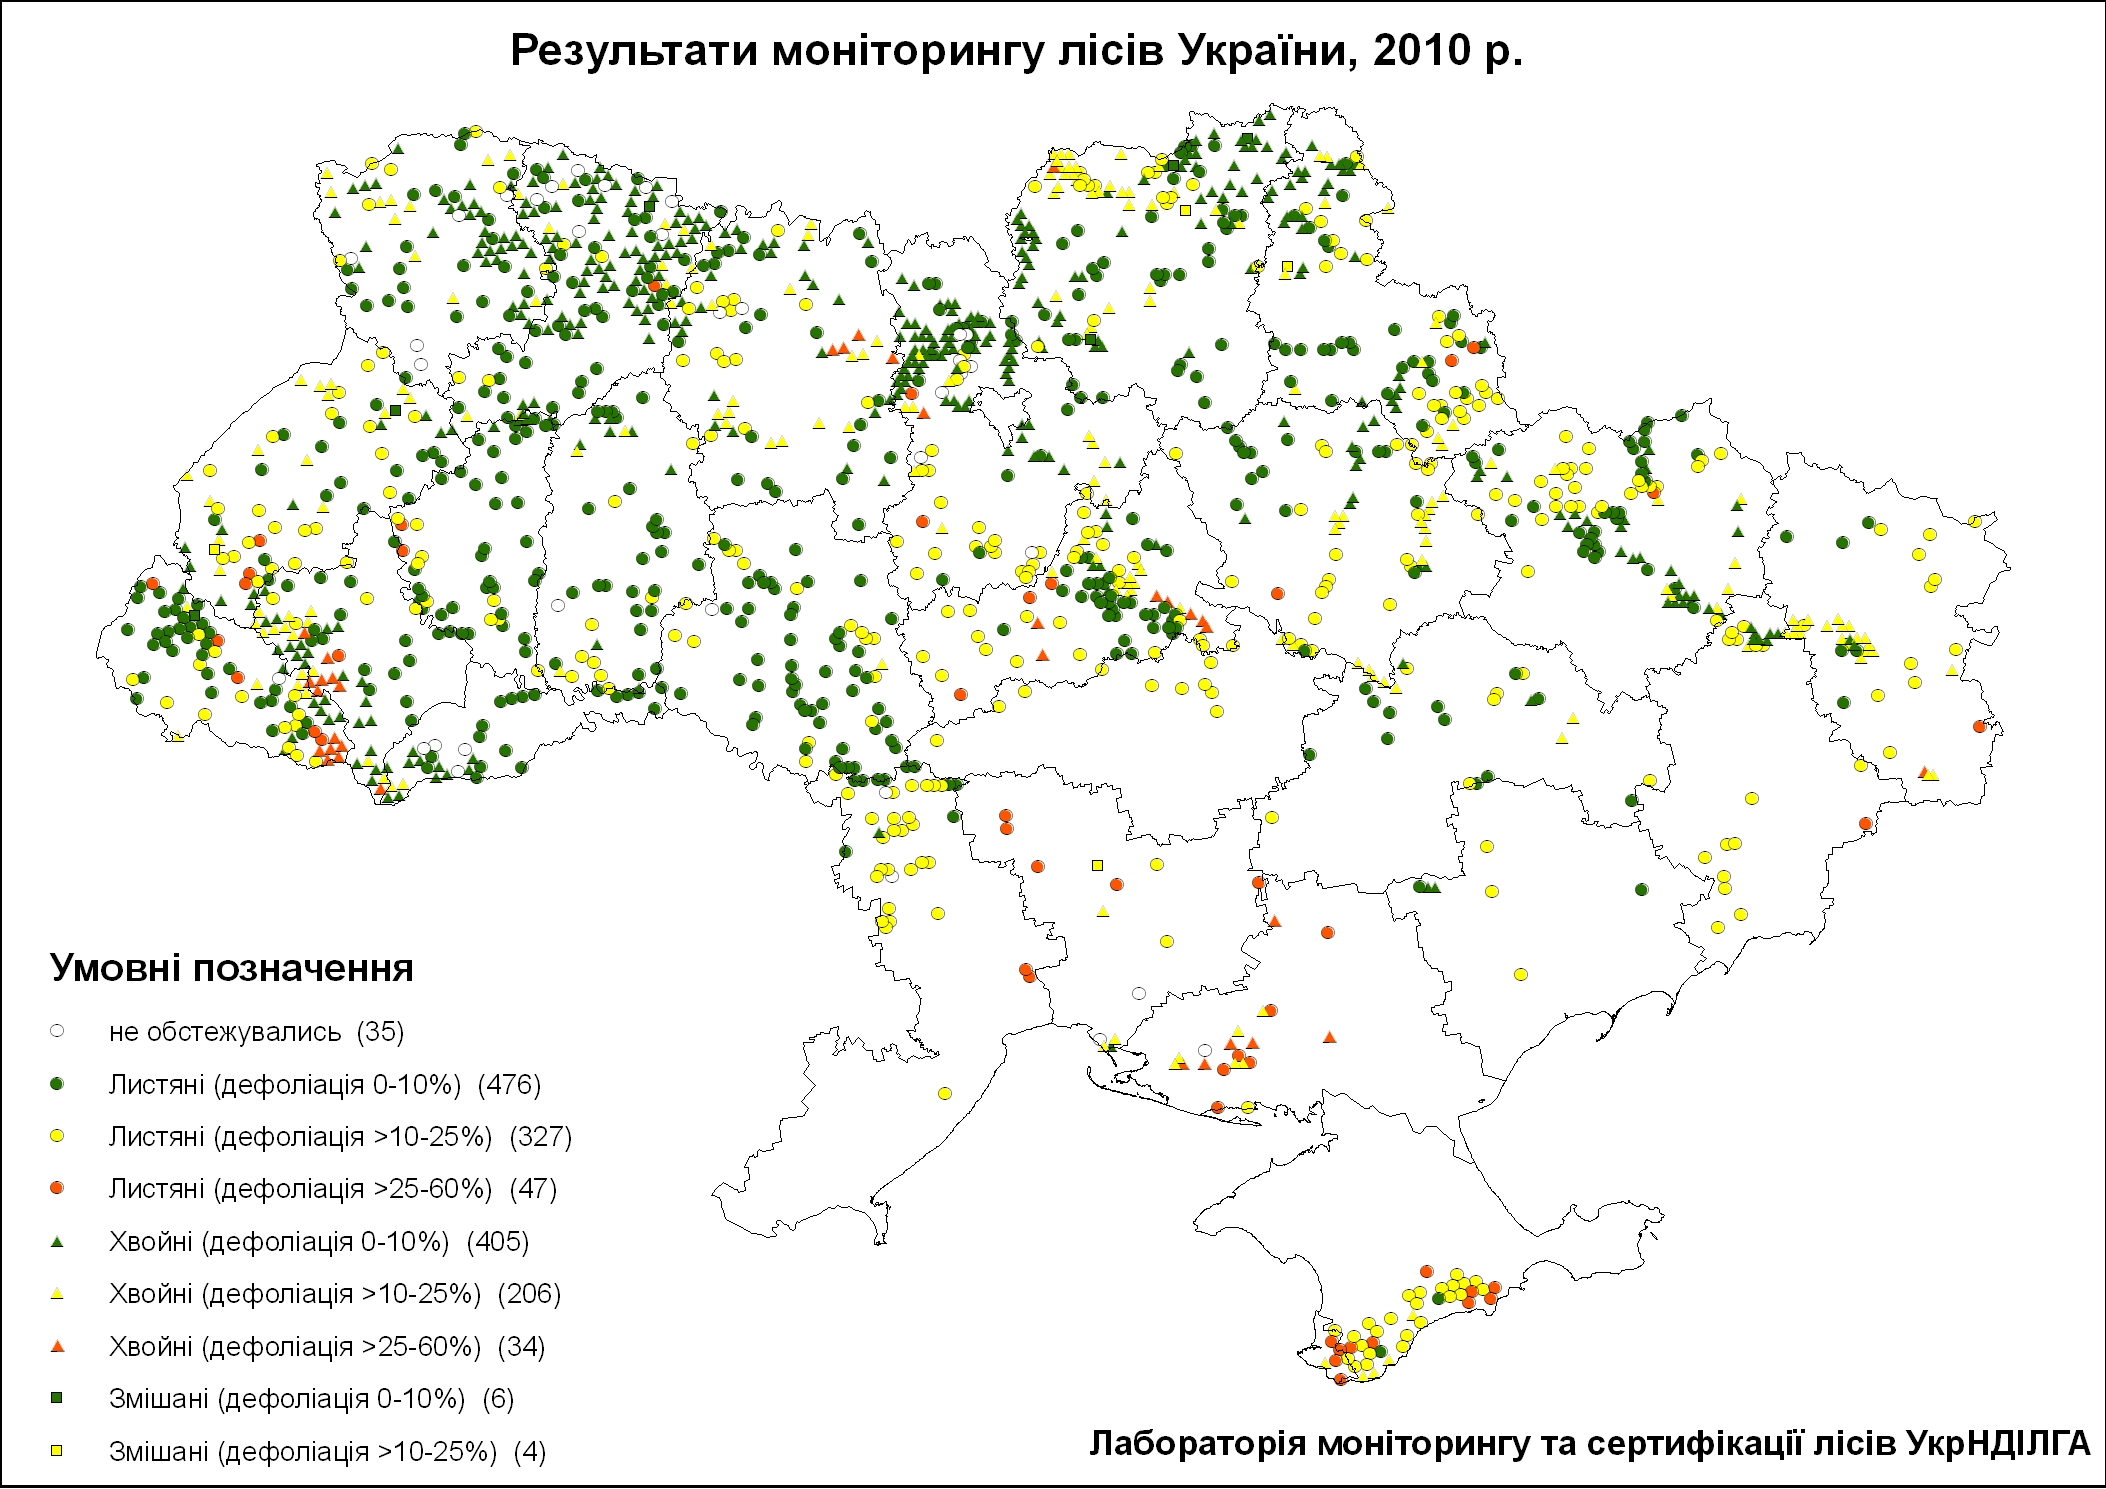 Результати моніторингу лісів України, 2010 р.
Умовні позначення
не обстежувались (35)
Листяні (дефоліація 0-10%) (476)
Листяні (дефоліація >10-25%) (327)
Листяні (дефоліація >25-60%) (47)
Хвойні (дефоліація 0-10%) (405)
Хвойні (дефоліація >10-25%) (206)
Хвойні (дефоліація >25-60%) (34)
Змішані (дефоліація 0-10%) (6)
Змішані (дефоліація >10-25%) (4)
Лабораторія моніторингу та сертифікації лісів УкрНДІЛГА